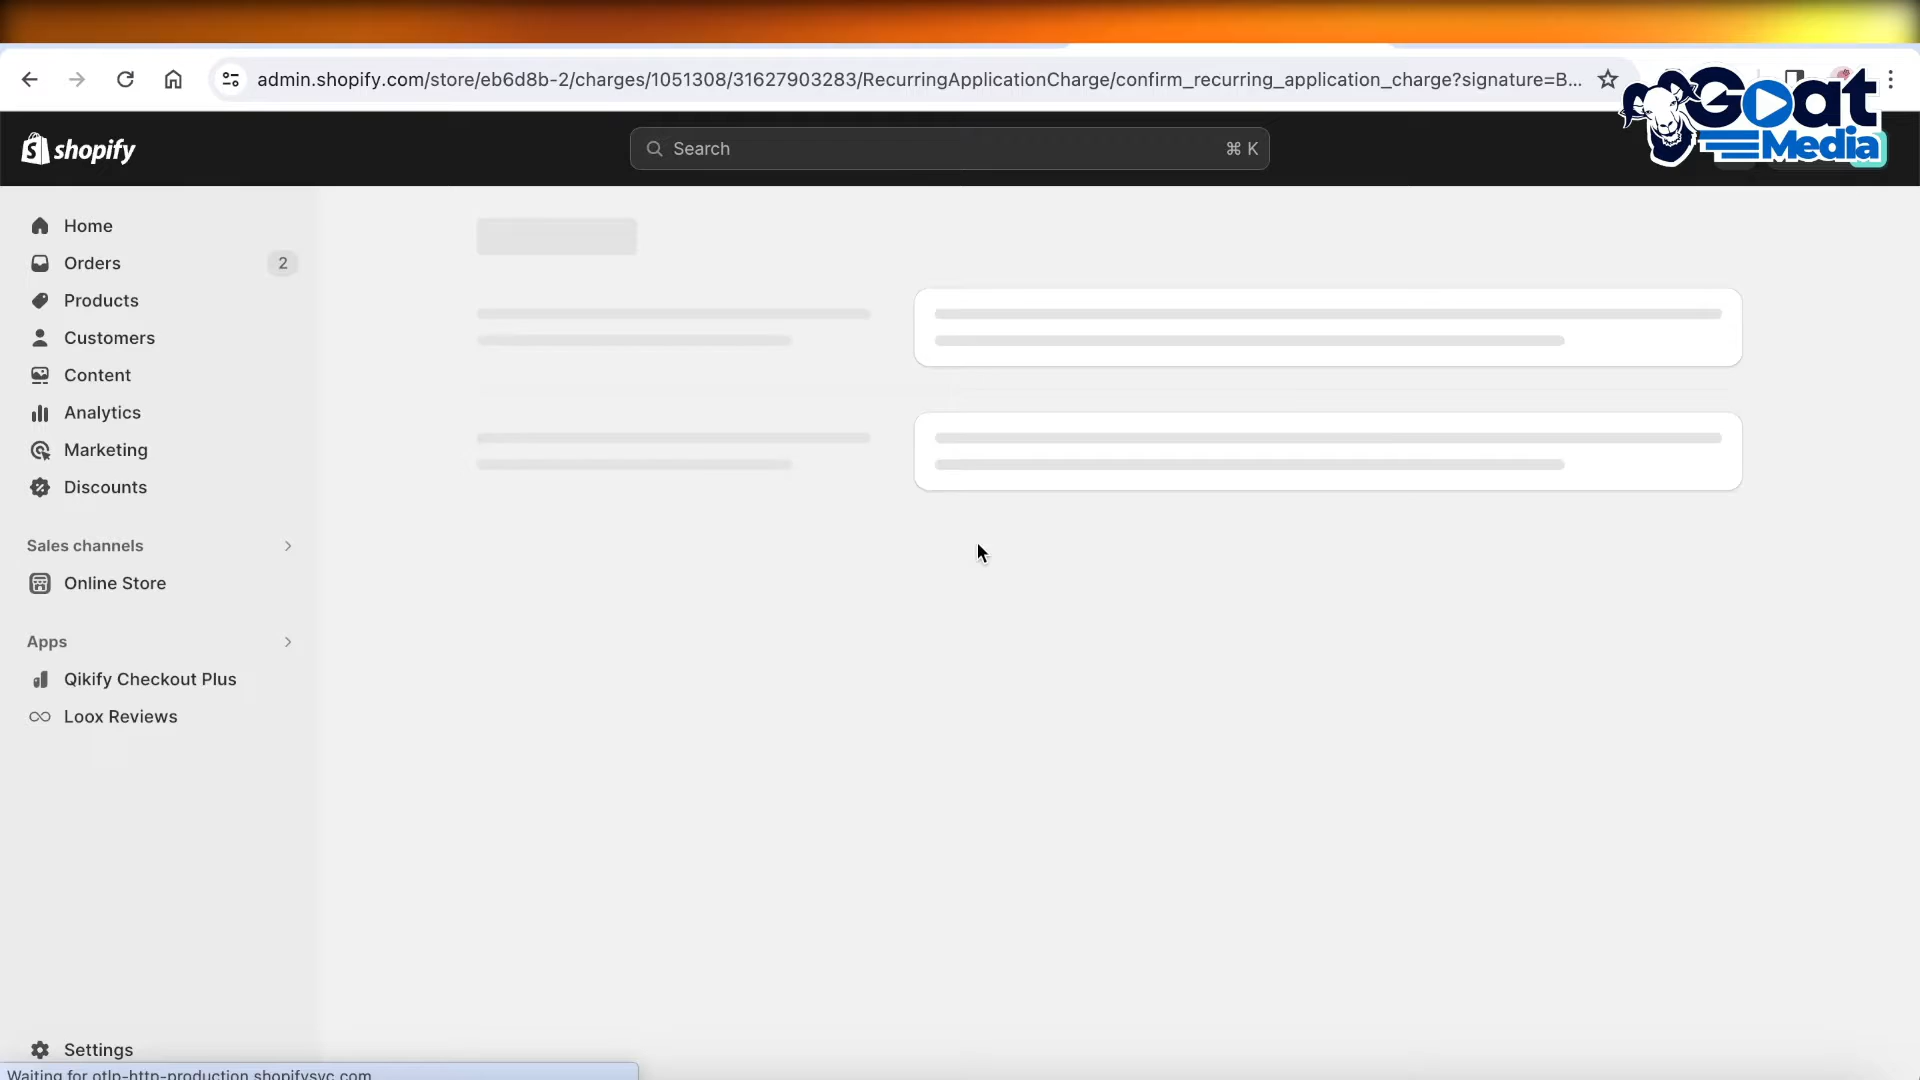 admin.shopify.com/store/eb6d8b-2/charges/1051308/31627903283/RecurringApplicationCharge/confirm_recurring_application_charge?signature=B...
Goat
Media
shopify
Search
⌘ K
Home
Orders
2
Products
Customers
Content
Analytics
Marketing
Discounts
Sales channels
Online Store
Apps
Qikify Checkout Plus
Loox Reviews
Settings
Waiting for otlp-http-production.shopifysvc.com